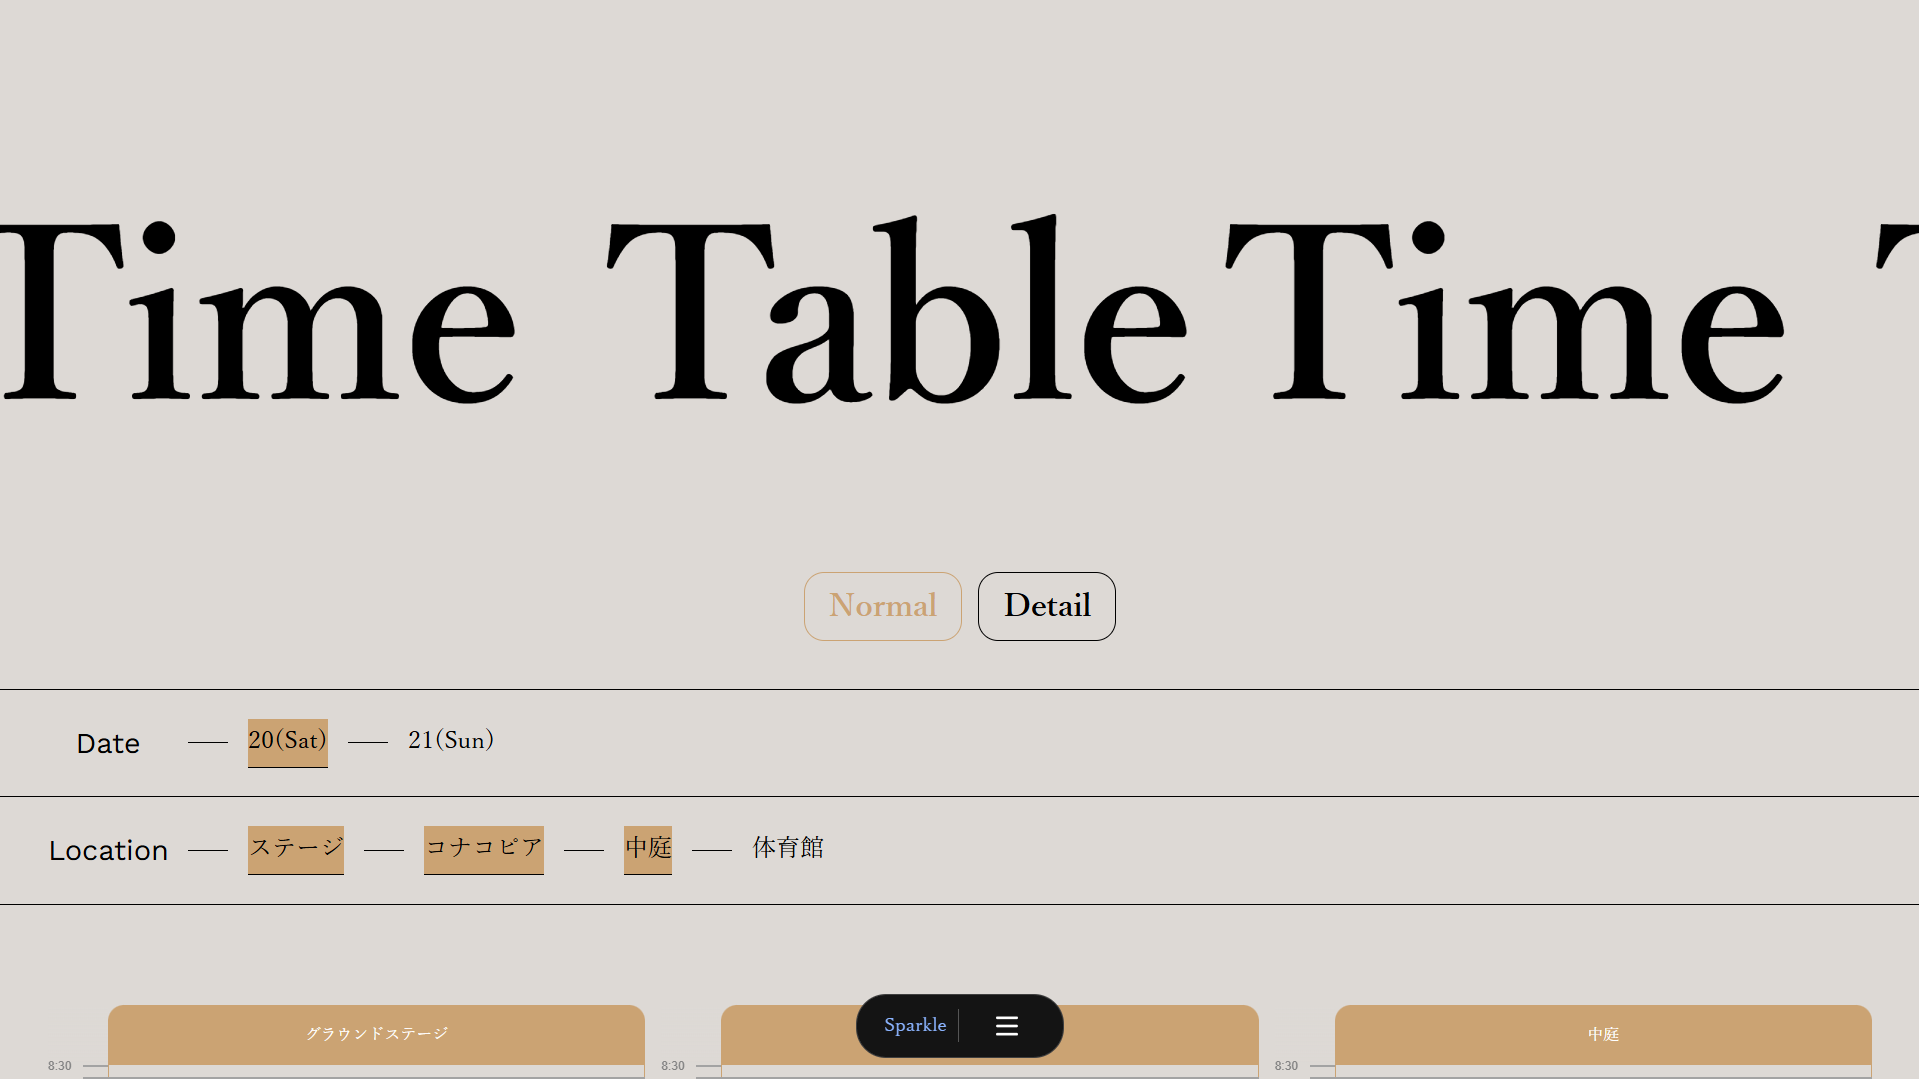 Time Table Time T
Normal
Detail
Date
20(Sat)
21(Sun)
Location
ステージ
コナコピア
中庭
体育館
グラウンドステージ
中庭
Sparkle
8:30
8:30
8:30